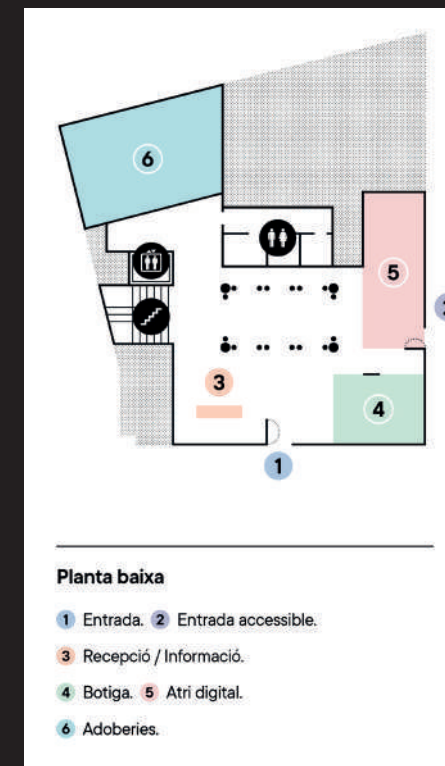 6
5
3
4
1
Planta baixa
1 Entrada. 2 Entrada accessible.
3 Recepció / Informació.
4 Botiga. 5 Atri digital.
6 Adoberies.